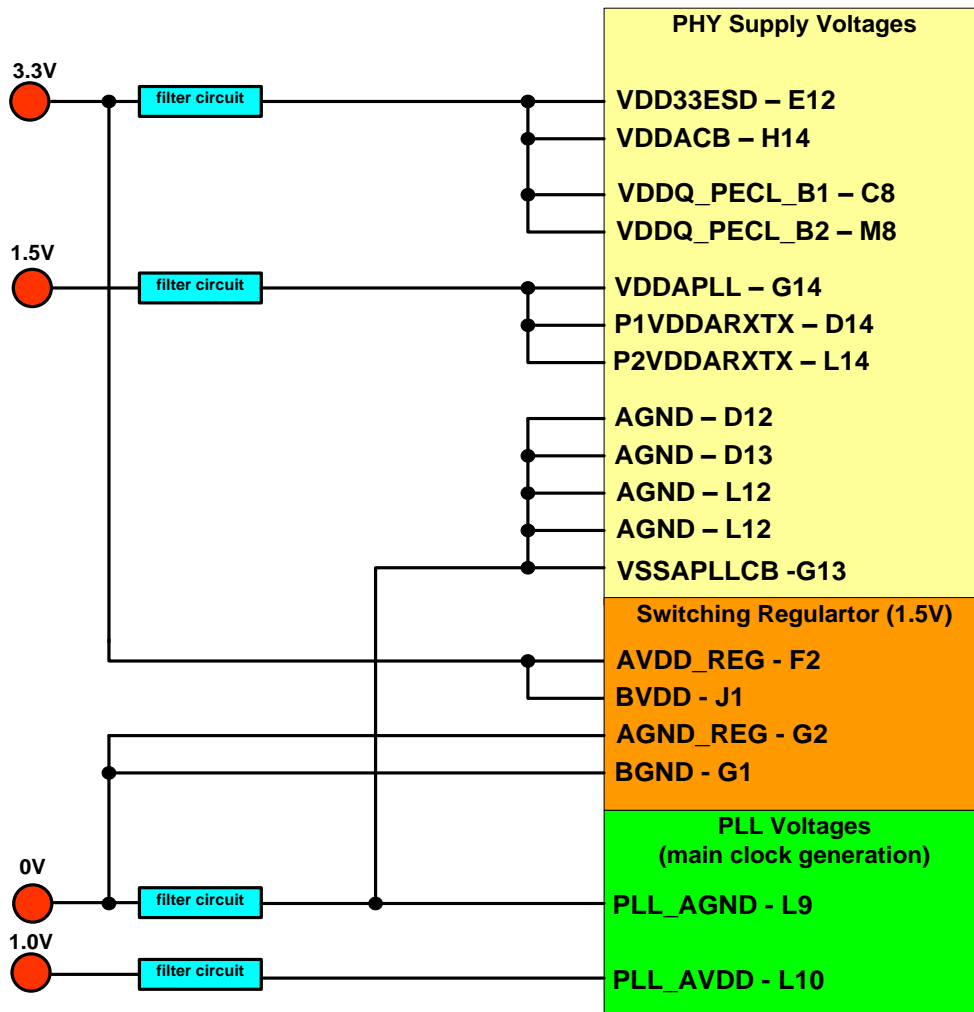 PHY Supply Voltages
3.3V
filter circuit
VDD33ESD – E12
VDDACB – H14
VDDQ_PECL_B1 – C8
VDDQ_PECL_B2 – M8
1.5V
filter circuit
VDDAPLL – G14
P1VDDARXTX – D14
P2VDDARXTX – L14
AGND – D12
AGND – D13
AGND – L12
AGND – L12
VSSAPLLCB -G13
Switching Regulartor (1.5V)
AVDD_REG - F2
BVDD - J1
AGND_REG - G2
BGND - G1
PLL Voltages
(main clock generation)
0V
filter circuit
PLL_AGND - L9
1.0V
filter circuit
PLL_AVDD - L10